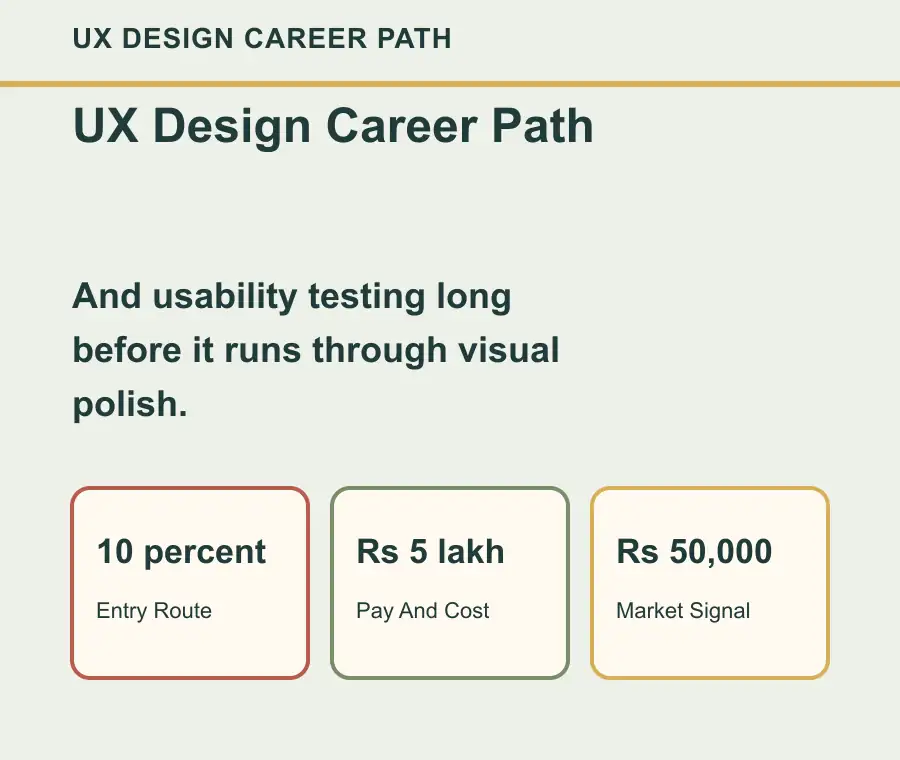 UX DESIGN CAREER PATH
UX Design Career Path
And usability testing long
before it runs through visual
polish.
10 percent
Entry Route
Rs 5 lakh
Pay And Cost
Rs 50,000
Market Signal